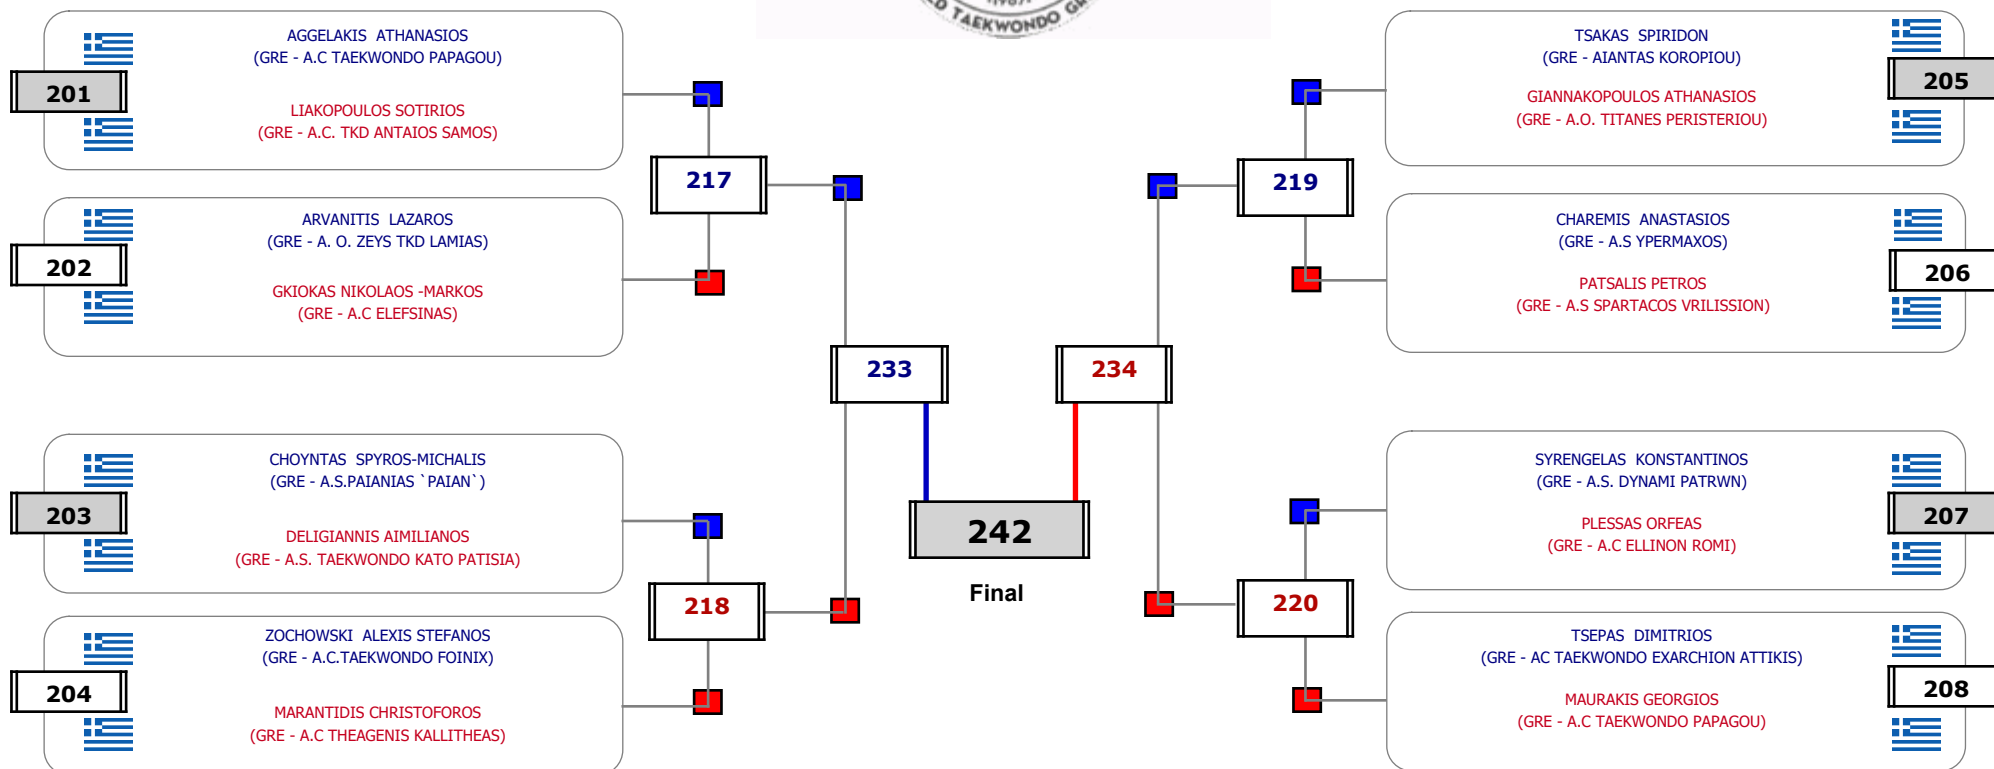 TAEKWONDO
201
AGGELAKIS ATHANASIOS
(GRE - A.C TAEKWONDO PAPAGOU)
LIAKOPOULOS SOTIRIOS
(GRE - A.C. TKD ANTAIOS SAMOS)
202
ARVANITIS LAZAROS
(GRE - A. O. ZEYS TKD LAMIAS)
GKIOKAS NIKOLAOS -MARKOS
(GRE - A.C ELEFSINAS)
217
203
CHOYNTAS SPYROS-MICHALIS
(GRE - A.S.PAIANIAS `PAIAN`)
DELIGIANNIS AIMILIANOS
(GRE - A.S. TAEKWONDO KATO PATISIA)
204
ZOCHOWSKI ALEXIS STEFANOS
(GRE - A.C.TAEKWONDO FOINIX)
MARANTIDIS CHRISTOFOROS
(GRE - A.C THEAGENIS KALLITHEAS)
218
233
242
Final
234
219
220
TSAKAS SPIRIDON
(GRE - AIANTAS KOROPIOU)
GIANNAKOPOULOS ATHANASIOS
(GRE - A.O. TITANES PERISTERIOU)
205
CHAREMIS ANASTASIOS
(GRE - A.S YPERMAXOS)
PATSALIS PETROS
(GRE - A.S SPARTACOS VRILISSION)
206
SYRENGELAS KONSTANTINOS
(GRE - A.S. DYNAMI PATRWN)
PLESSAS ORFEAS
(GRE - A.C ELLINON ROMI)
207
TSEPAS DIMITRIOS
(GRE - AC TAEKWONDO EXARCHION ATTIKIS)
MAURAKIS GEORGIOS
(GRE - A.C TAEKWONDO PAPAGOU)
208